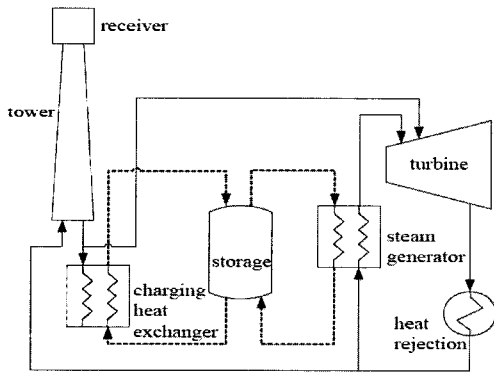 receiver
tower
turbine
steam
generator
storage
charging
heat
exchanger
heat
rejection